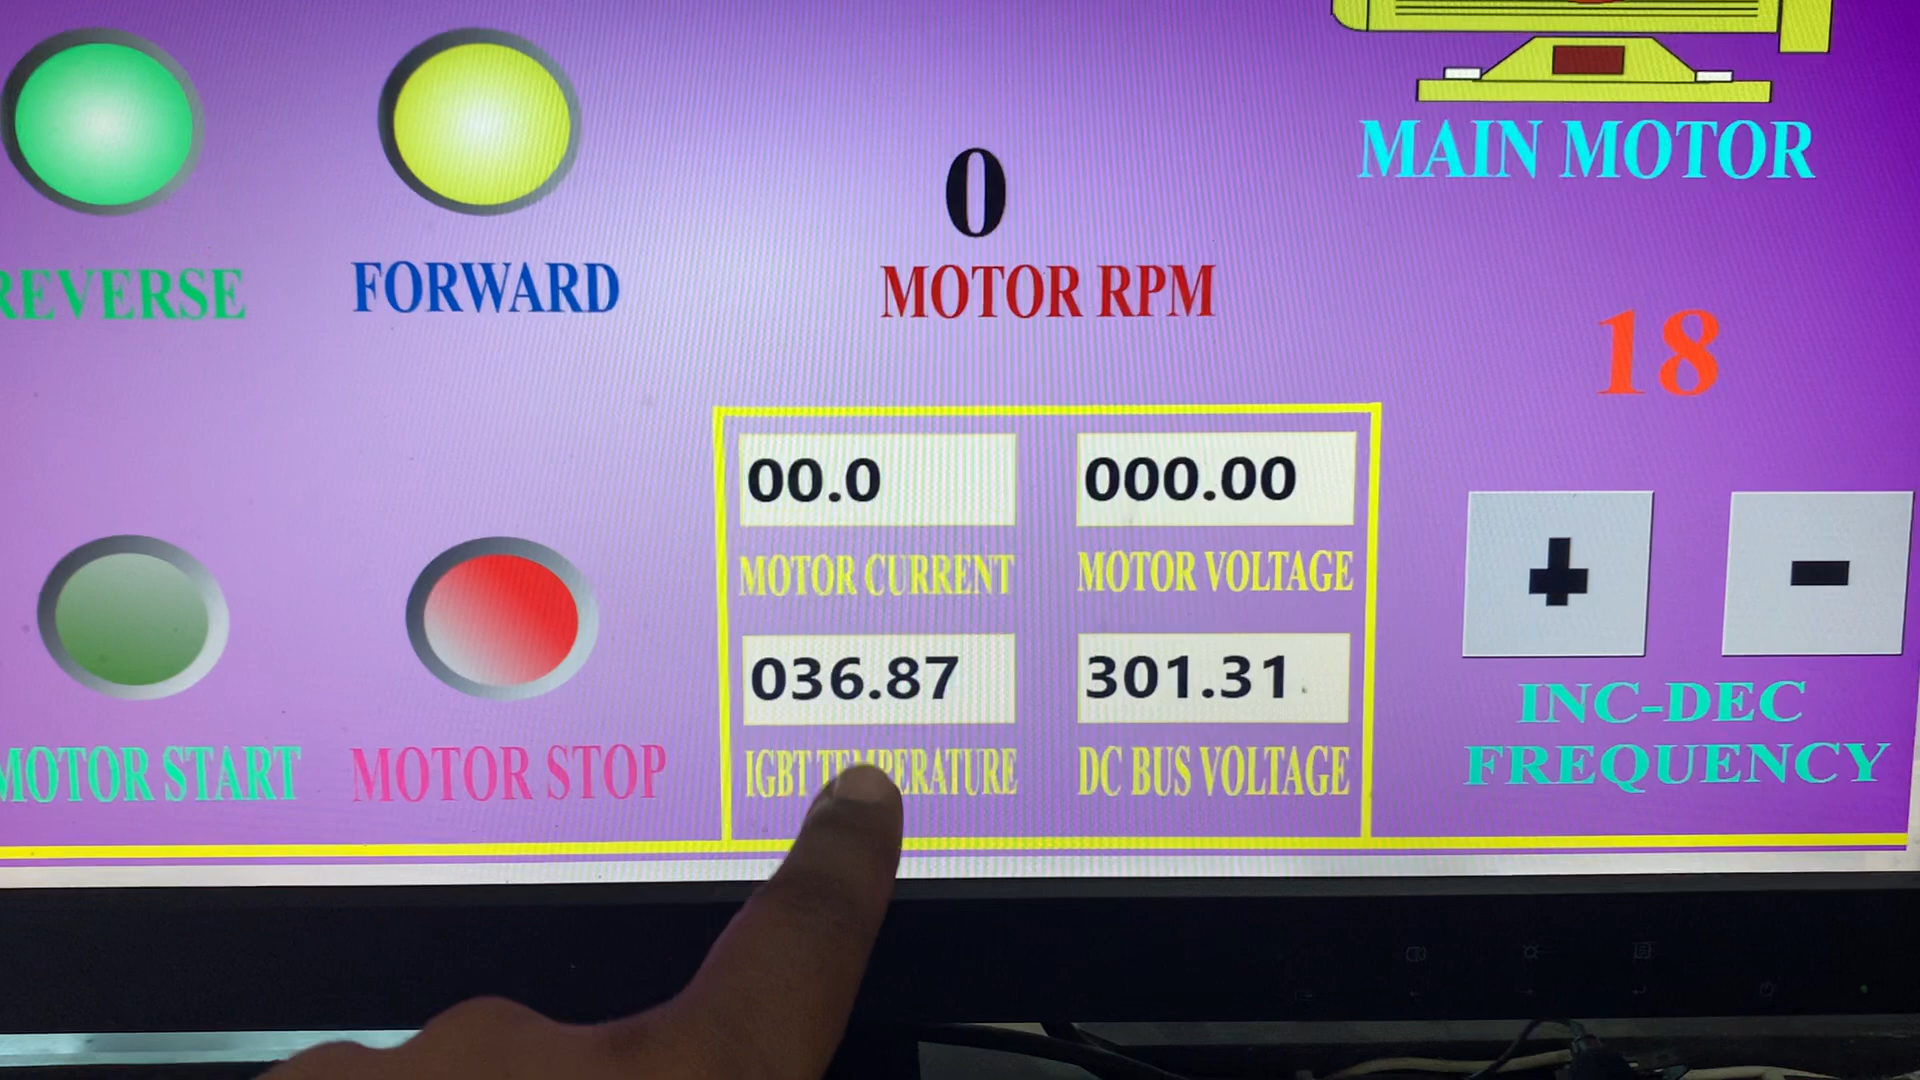 MAIN MOTOR
0
REVERSE
FORWARD
MOTOR RPM
18
00.0
000.00
MOTOR CURRENT
MOTOR VOLTAGE
+
-
036.87
301.31
IGBT TEMPERATURE
DC BUS VOLTAGE
MOTOR START
MOTOR STOP
INC-DEC
FREQUENCY